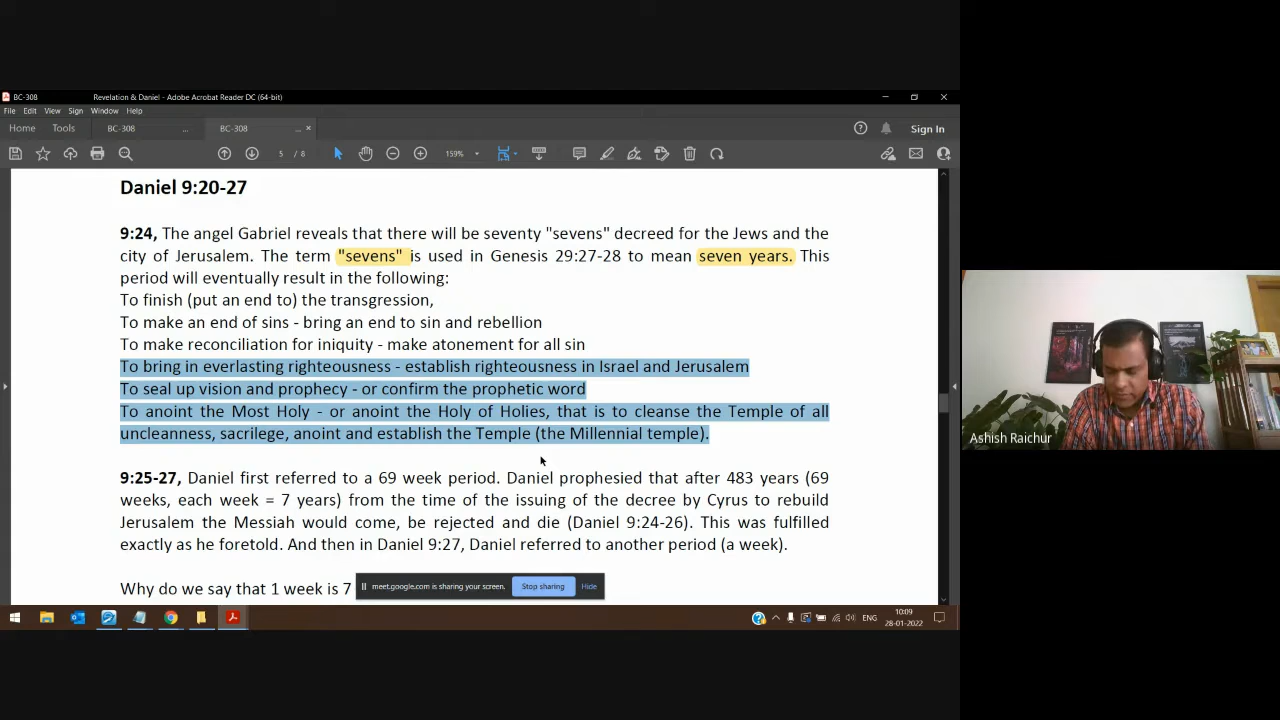 BC-308
Revelation & Daniel - Adobe Acrobat Reader DC (64-bit)
File Edit View Sign Window Help
Home Tools BC-308 ... BC-308 ... ×
Sign In
5 / 8
159%
Daniel 9:20-27
9:24, The angel Gabriel reveals that there will be seventy "sevens" decreed for the Jews and the
city of Jerusalem. The term "sevens" is used in Genesis 29:27-28 to mean seven years. This
period will eventually result in the following:
To finish (put an end to) the transgression,
To make an end of sins - bring an end to sin and rebellion
To make reconciliation for iniquity - make atonement for all sin
To bring in everlasting righteousness - establish righteousness in Israel and Jerusalem
To seal up vision and prophecy - or confirm the prophetic word
To anoint the Most Holy - or anoint the Holy of Holies, that is to cleanse the Temple of all
uncleanness, sacrilege, anoint and establish the Temple (the Millennial temple).
9:25-27, Daniel first referred to a 69 week period. Daniel prophesied that after 483 years (69
weeks, each week = 7 years) from the time of the issuing of the decree by Cyrus to rebuild
Jerusalem the Messiah would come, be rejected and die (Daniel 9:24-26). This was fulfilled
exactly as he foretold. And then in Daniel 9:27, Daniel referred to another period (a week).
Why do we say that 1 week is 7
meet.google.com is sharing your screen. Stop sharing Hide
ENG
10:09
28-01-2022
Ashish Raichur